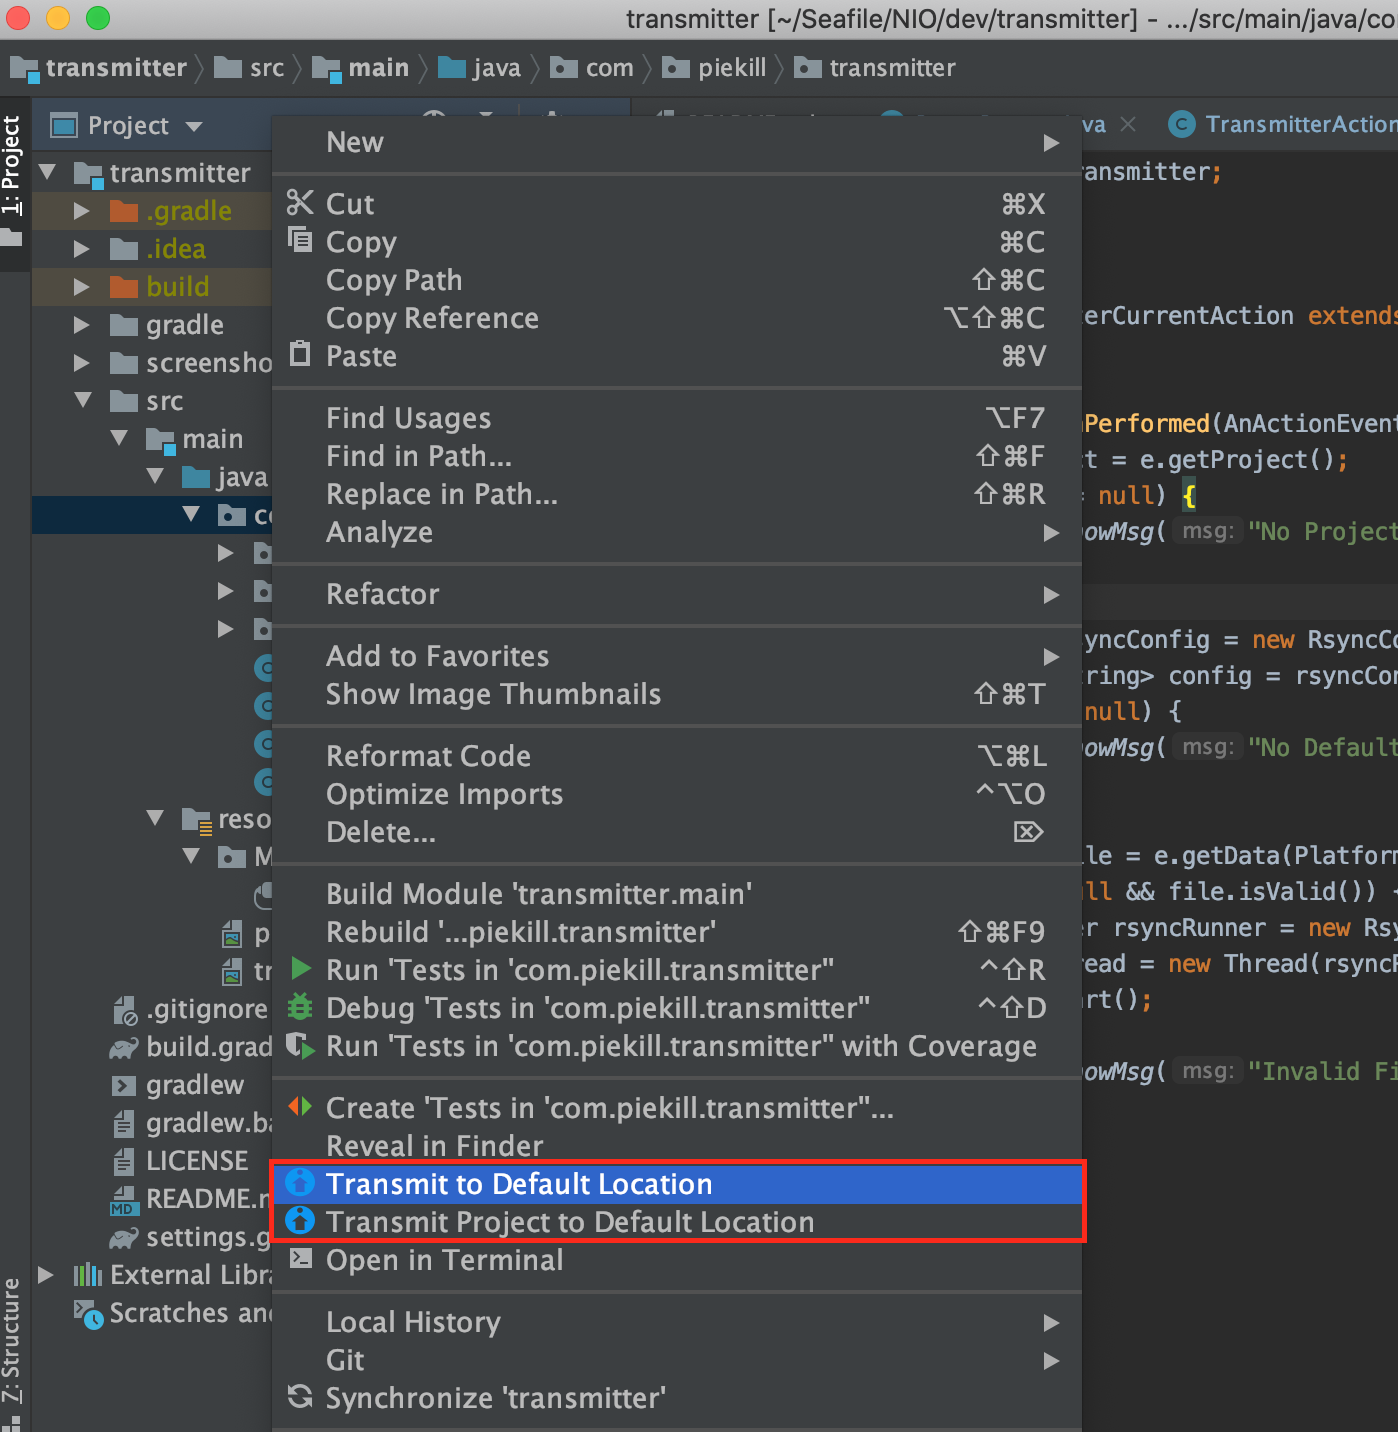 transmitter [~/Seafile/NIO/dev/transmitter] - .../src/main/java/co
transmitter src main java com piekill transmitter
Project
TransmitterAction
1: Project
transmitter
.gradle
.idea
build
gradle
screensho
src
main
java
reso
.gitignore
build.grad
gradlew
gradlew.ba
LICENSE
README.m
settings.g
External Libra
Scratches and
7: Structure
New
Cut ⌘X
Copy ⌘C
Copy Path ⇧⌘C
Copy Reference ⌥⇧⌘C
Paste ⌘V
Find Usages ⌥F7
Find in Path... ⇧⌘F
Replace in Path... ⇧⌘R
Analyze
Refactor
Add to Favorites
Show Image Thumbnails ⇧⌘T
Reformat Code ⌥⌘L
Optimize Imports ^⌥O
Delete... ⌦
Build Module 'transmitter.main'
Rebuild '...piekill.transmitter' ⇧⌘F9
Run 'Tests in 'com.piekill.transmitter'' ^⇧R
Debug 'Tests in 'com.piekill.transmitter'' ^⇧D
Run 'Tests in 'com.piekill.transmitter'' with Coverage
Create 'Tests in 'com.piekill.transmitter''...
Reveal in Finder
Transmit to Default Location
Transmit Project to Default Location
Open in Terminal
Local History
Git
Synchronize 'transmitter'
ansmitter;
erCurrentAction extends
Performed(AnActionEvent
ct = e.getProject();
= null) {
owMsg( msg: "No Project
yncConfig = new RsyncCo
ring> config = rsyncCon
null) {
owMsg( msg: "No Default
le = e.getData(Platform
ll && file.isValid()) {
r rsyncRunner = new Rsy
read = new Thread(rsyncR
art();
owMsg( msg: "Invalid Fi